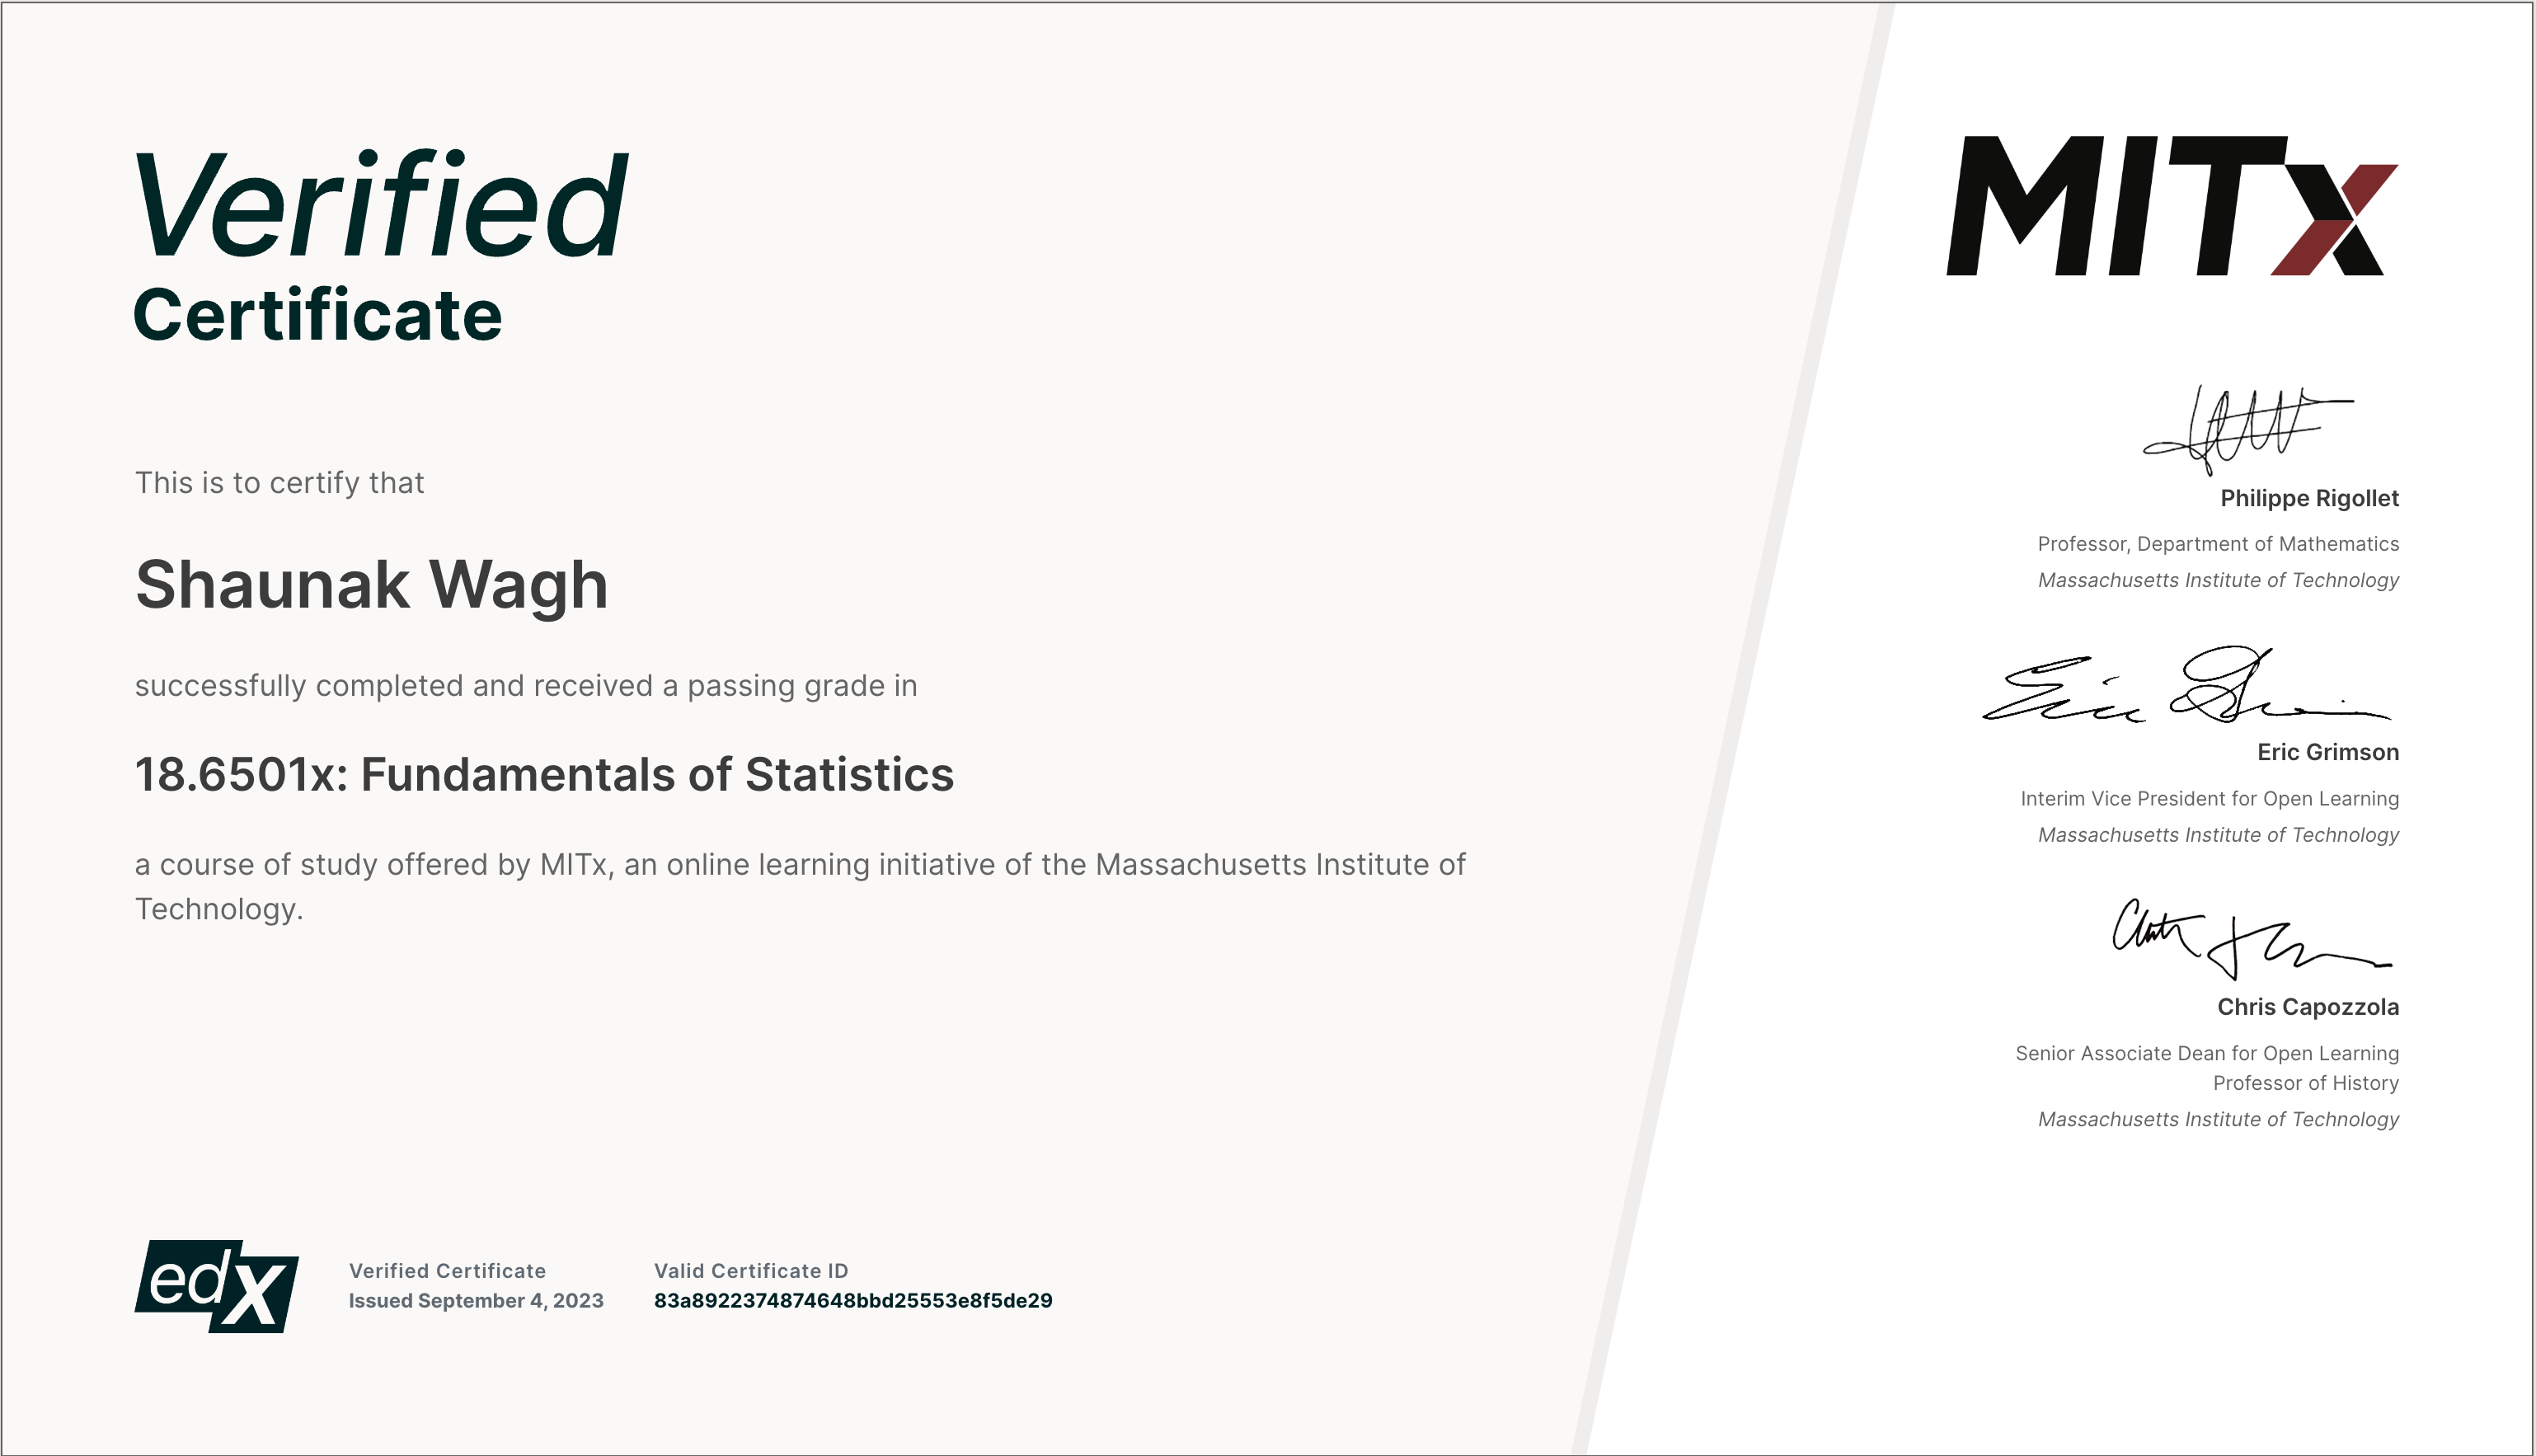 Verified
Certificate
This is to certify that
Shaunak Wagh
successfully completed and received a passing grade in
18.6501x: Fundamentals of Statistics
a course of study offered by MITx, an online learning initiative of the Massachusetts Institute of
Technology.
edX
Verified Certificate
Issued September 4, 2023
Valid Certificate ID
83a8922374874648bbd25553e8f5de29
MITx
Philippe Rigollet
Professor, Department of Mathematics
Massachusetts Institute of Technology
Eric Grimson
Eric Grimson
Interim Vice President for Open Learning
Massachusetts Institute of Technology
Chris Capozzola
Senior Associate Dean for Open Learning
Professor of History
Massachusetts Institute of Technology